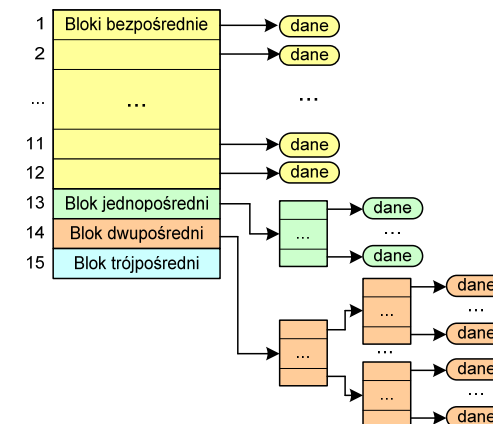 1 Bloki bezpośrednie dane
2 dane
... ... ...
11 dane
12 dane
13 Blok jednopośredni dane
... ...
dane
14 Blok dwupośredni
15 Blok trójpośredni
dane
... ...
dane
... ...
dane
... ...
dane